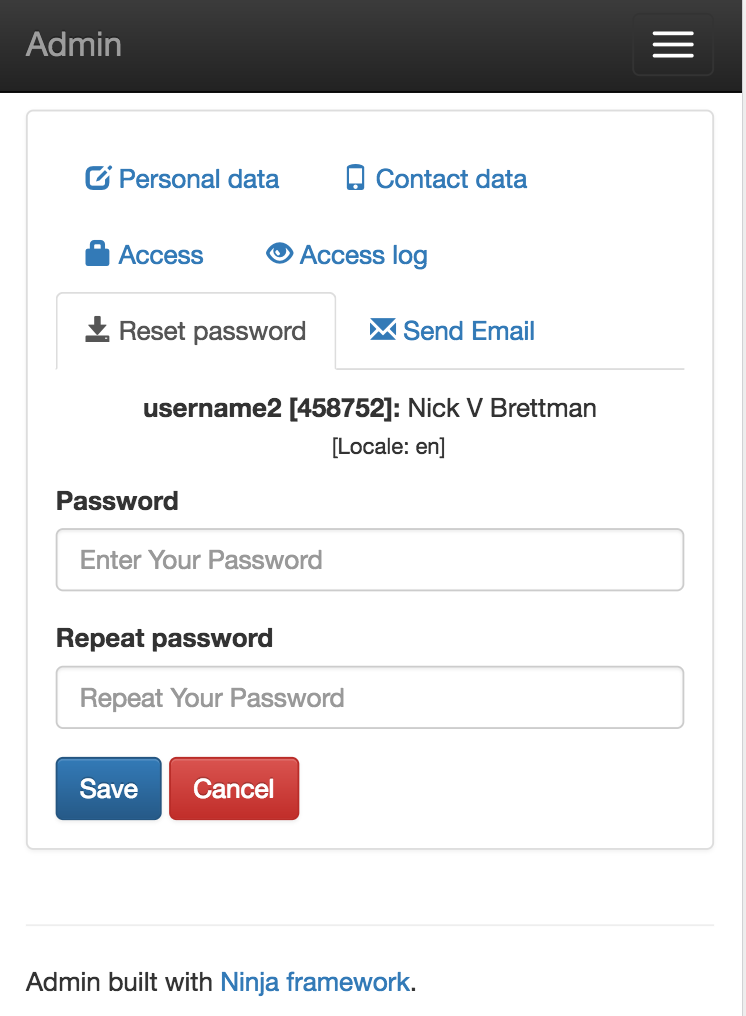 Admin
Personal data Contact data
Access Access log
Reset password Send Email
username2 [458752]: Nick V Brettman
[Locale: en]
Password
Enter Your Password
Repeat password
Repeat Your Password
Save Cancel
Admin built with Ninja framework.